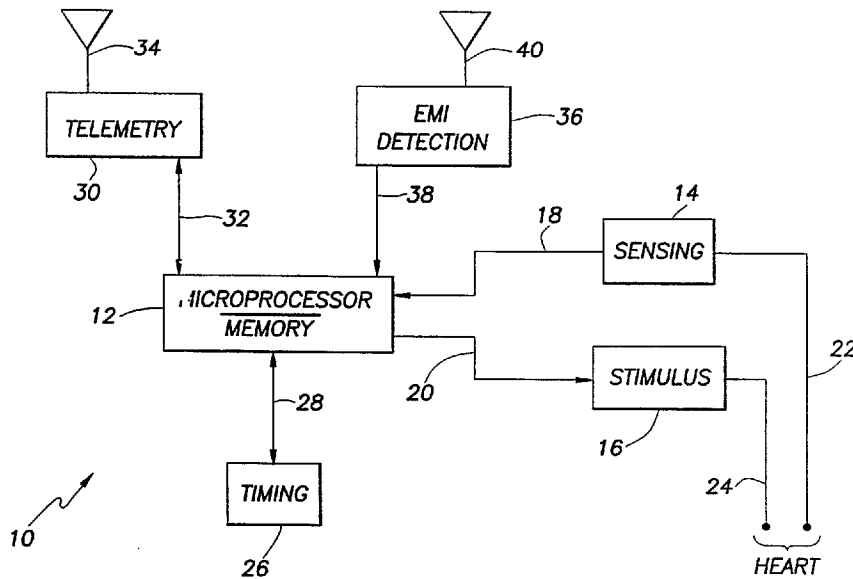 34
40
TELEMETRY
EMI
DETECTION
36
30
32
38
18
14
SENSING
12
MICROPROCESSOR
MEMORY
20
22
STIMULUS
28
16
24
TIMING
10
26
HEART